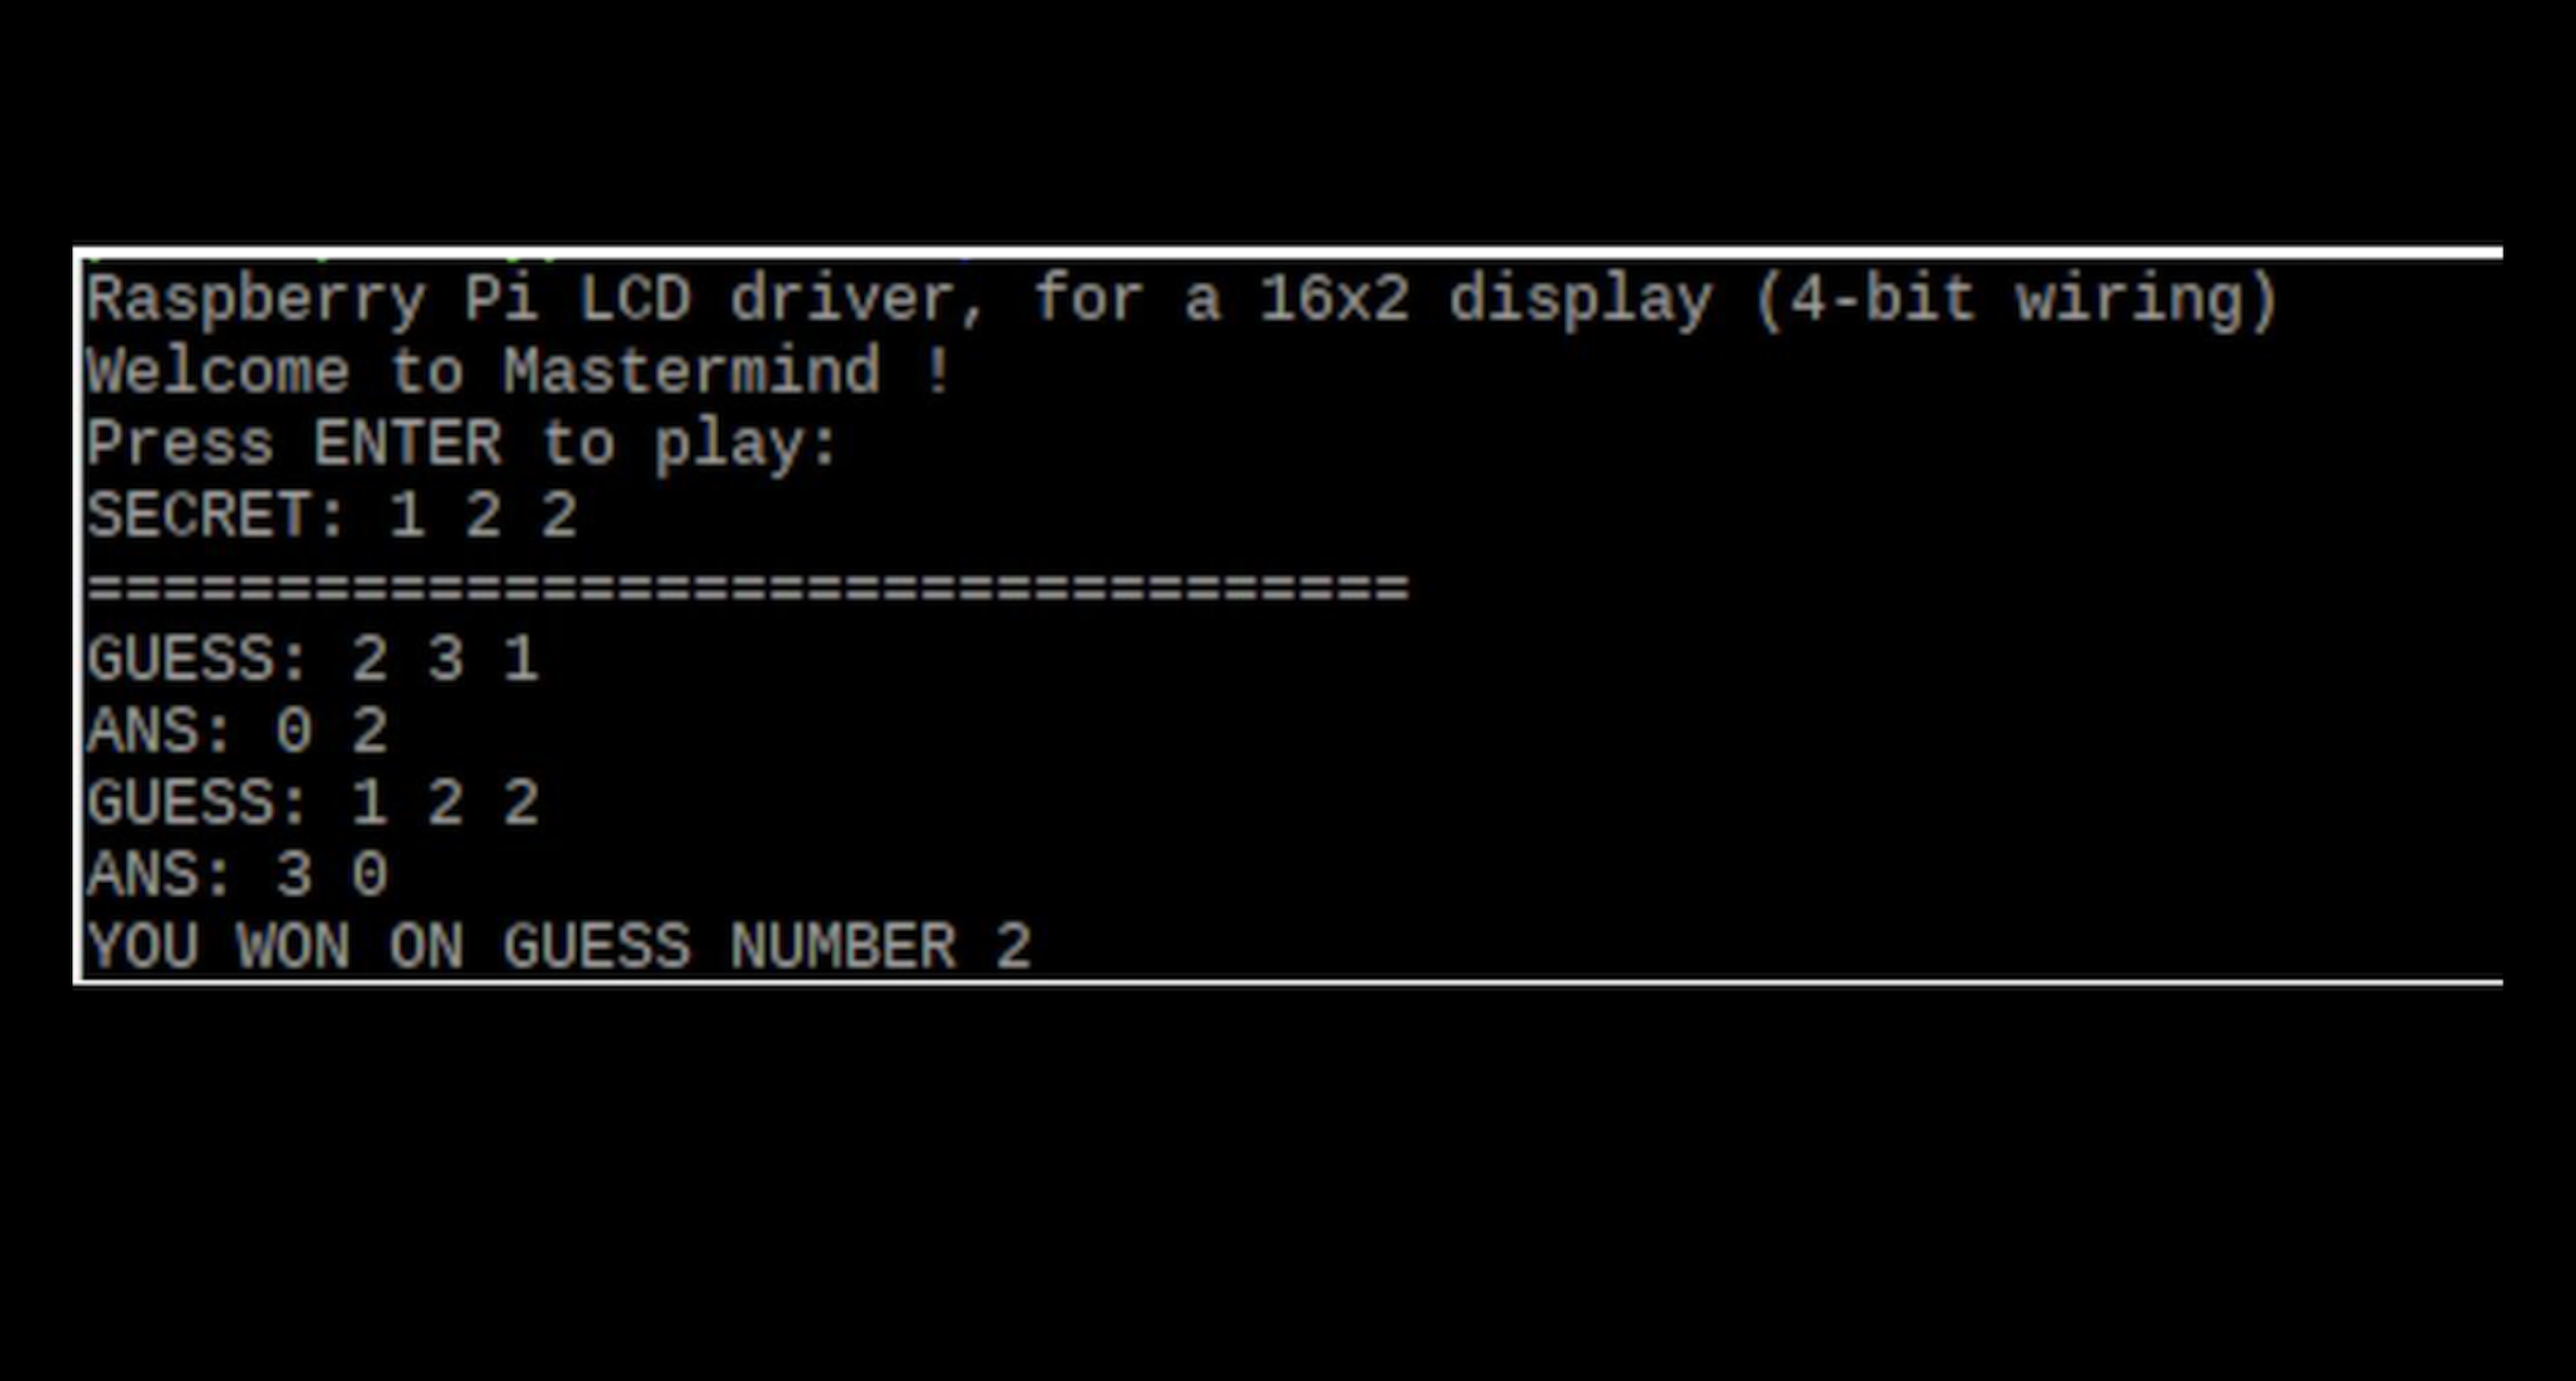 Raspberry Pi LCD driver, for a 16x2 display (4-bit wiring)
Welcome to Mastermind !
Press ENTER to play:
SECRET: 1 2 2
===================================
GUESS: 2 3 1
ANS: 0 2
GUESS: 1 2 2
ANS: 3 0
YOU WON ON GUESS NUMBER 2